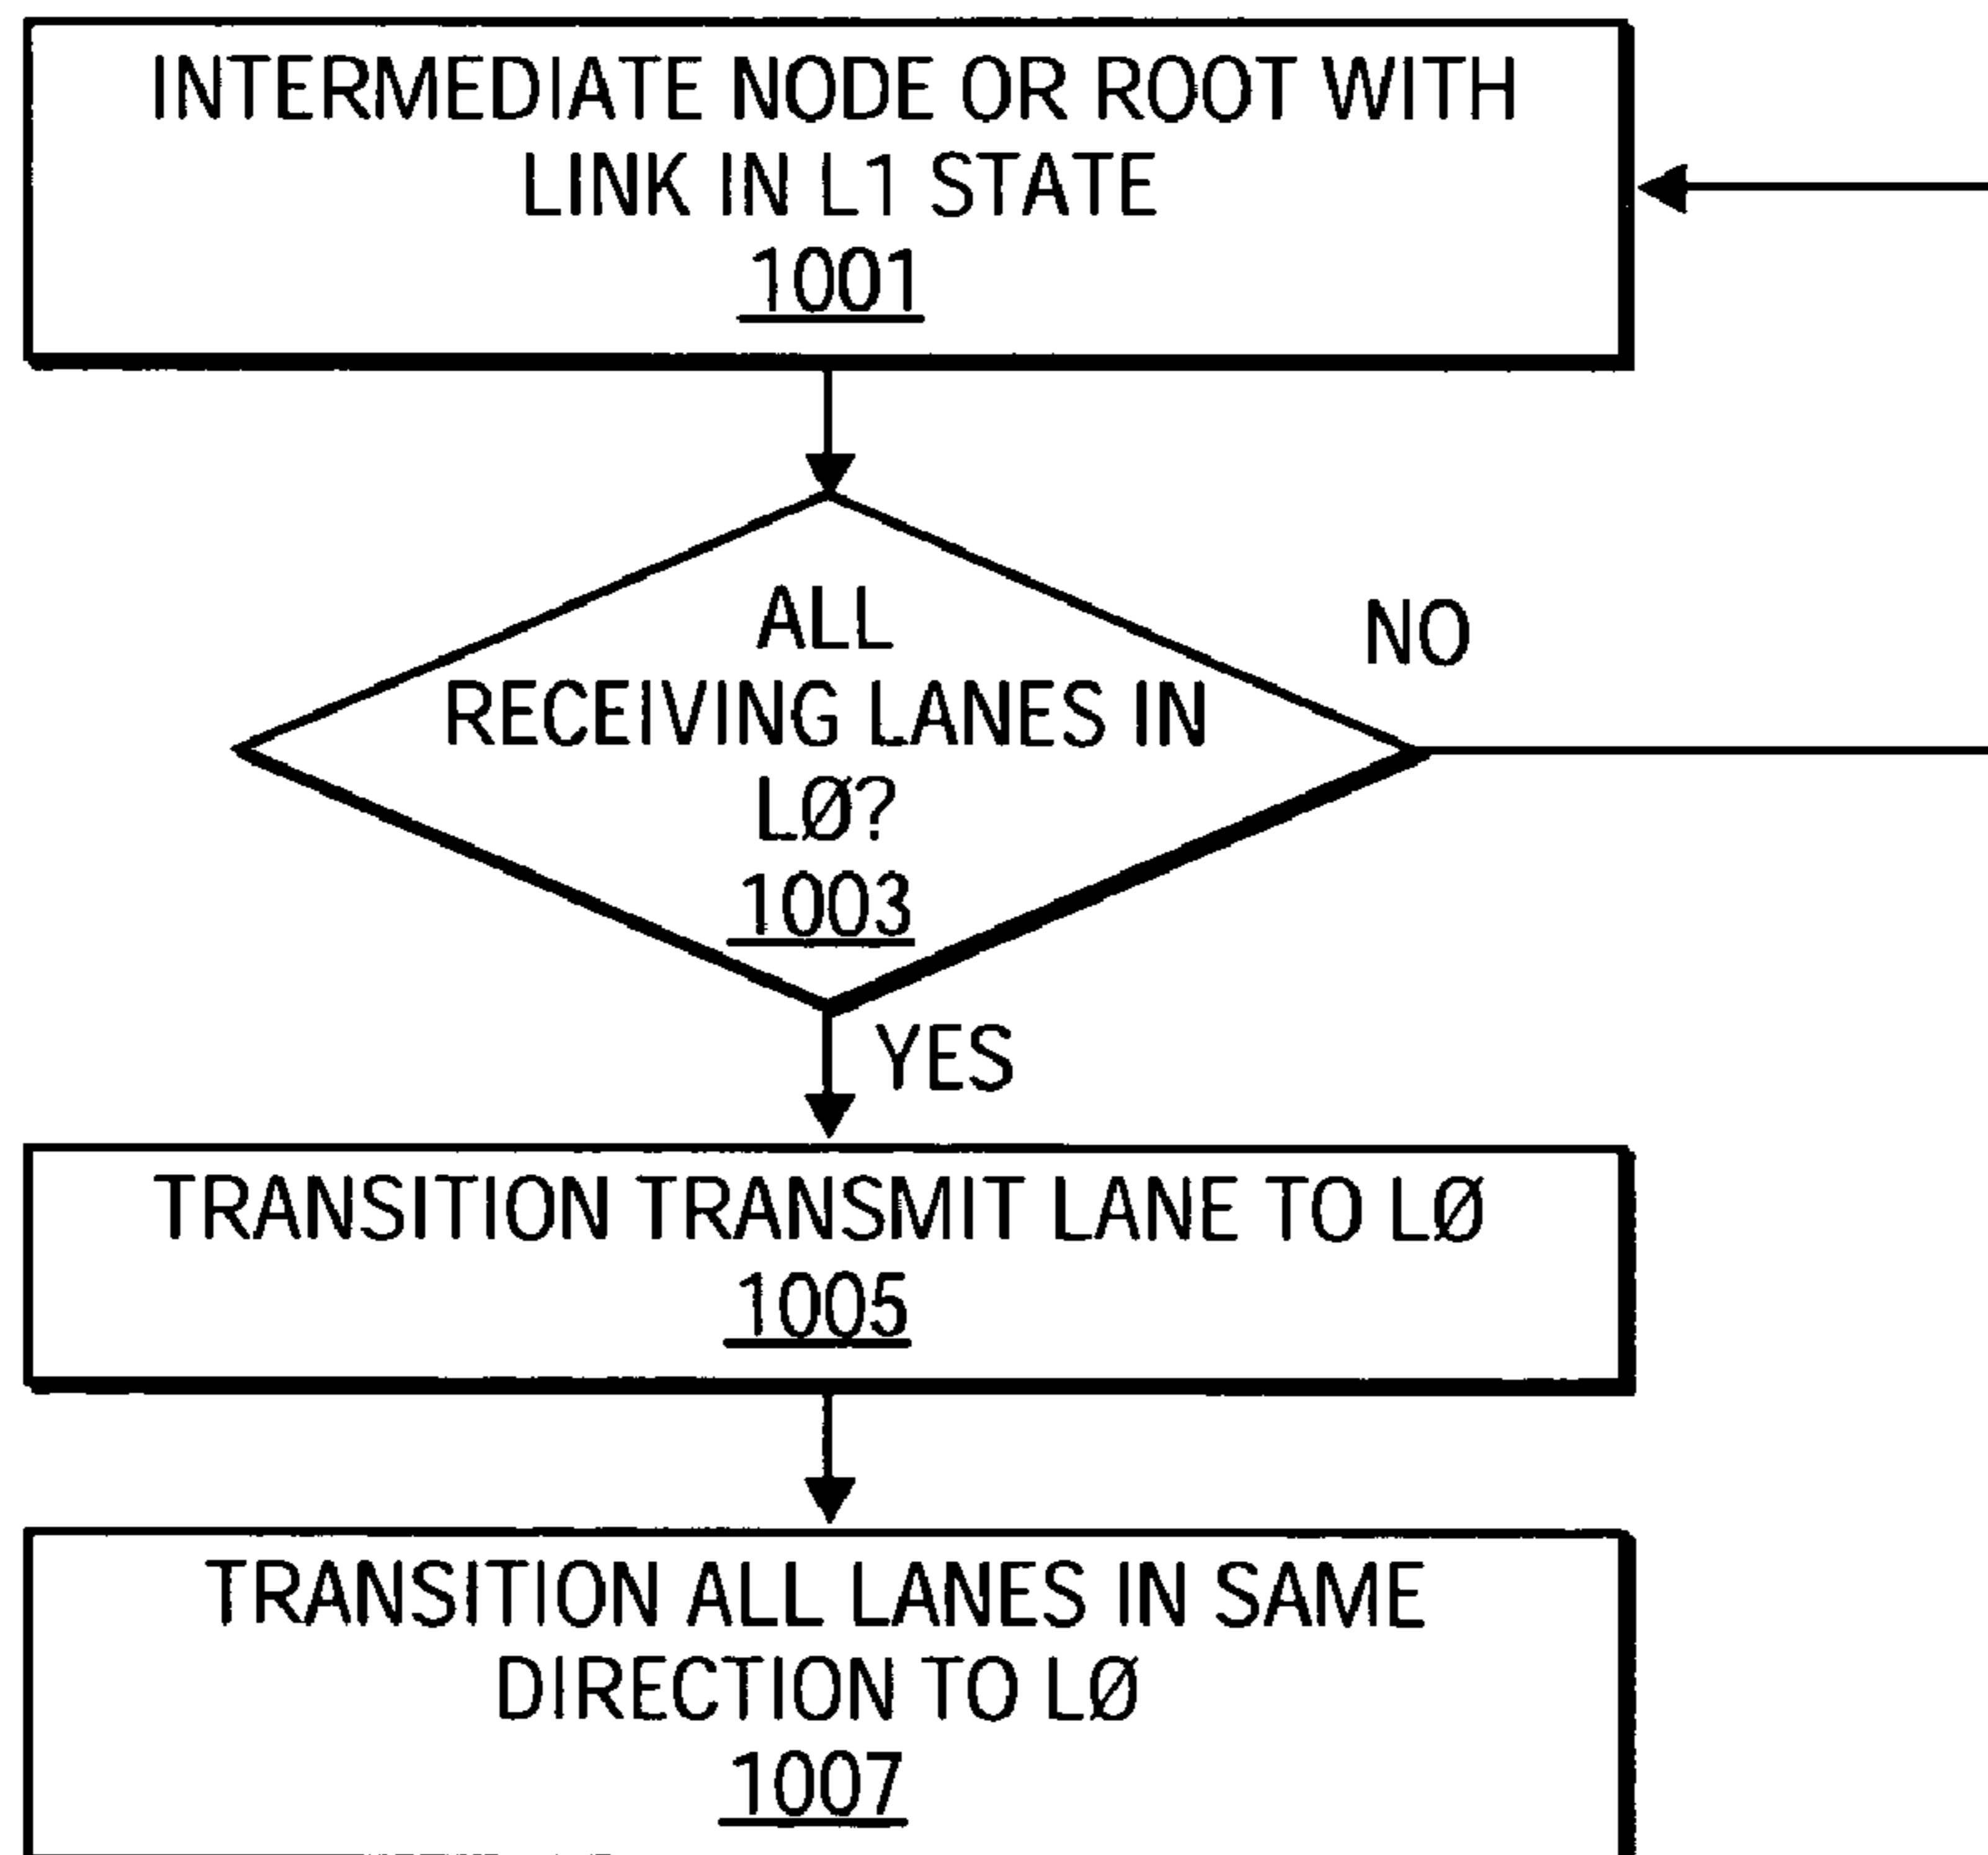 INTERMEDIATE NODE OR ROOT WITH
LINK IN L1 STATE
1001
ALL
RECEIVING LANES IN
LØ?
1003
NO
YES
TRANSITION TRANSMIT LANE TO LØ
1005
TRANSITION ALL LANES IN SAME
DIRECTION TO LØ
1007